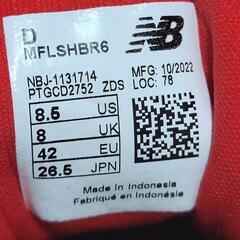 D
MFLSHBR6
NB
NBJ-1131714
PTGCD2752 ZDS
MFG: 10/2022
LOC: 78
8.5 US
8 UK
42 EU
26.5 JPN
Made in Indonesia
Fabriqué en Indonésie